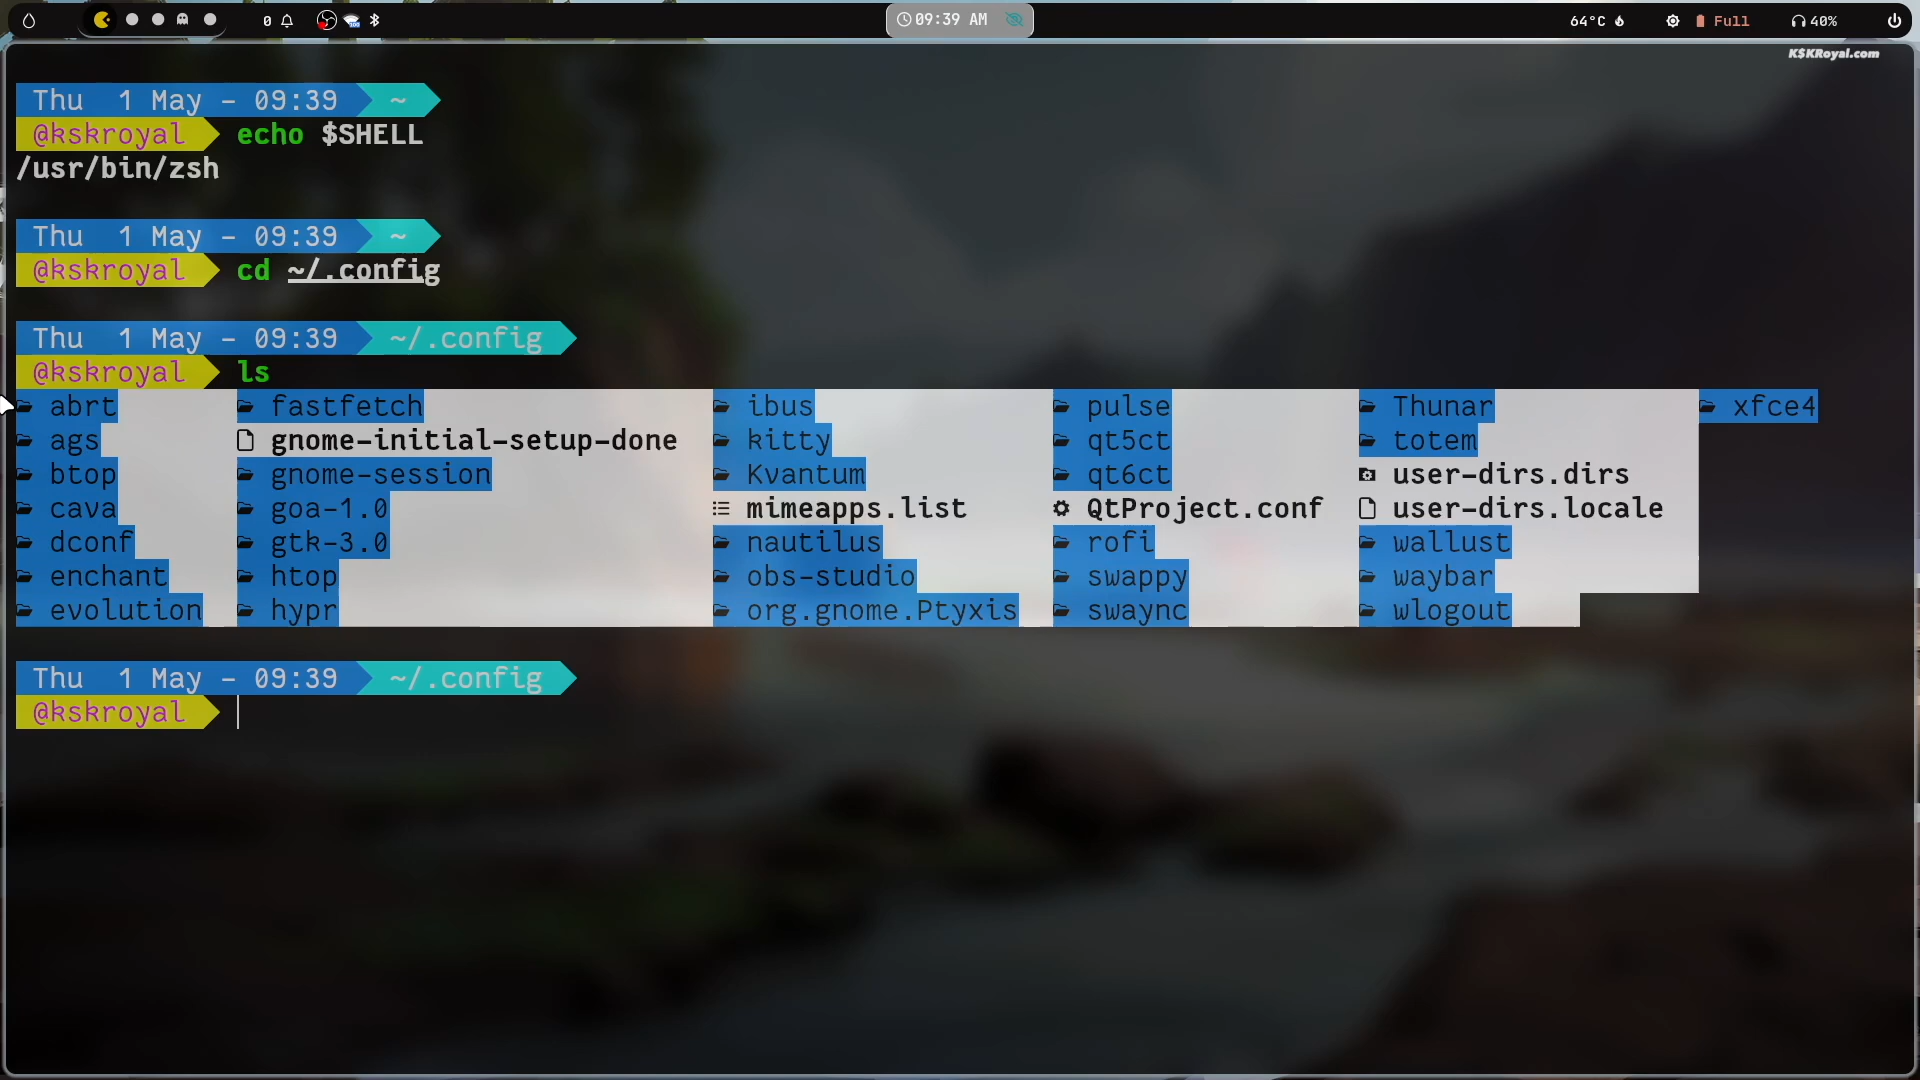 0 09:39 AM 64°C Full 40%
K$KRoyal.com
Thu 1 May - 09:39 ~
@kskroyal echo $SHELL
/usr/bin/zsh
Thu 1 May - 09:39 ~
@kskroyal cd ~/.config
Thu 1 May - 09:39 ~/.config
@kskroyal ls
abrt fastfetch ibus pulse Thunar xfce4
ags gnome-initial-setup-done kitty qt5ct totem
btop gnome-session Kvantum qt6ct user-dirs.dirs
cava goa-1.0 mimeapps.list QtProject.conf user-dirs.locale
dconf gtk-3.0 nautilus rofi wallust
enchant htop obs-studio swappy waybar
evolution hypr org.gnome.Ptyxis swaync wlogout
Thu 1 May - 09:39 ~/.config
@kskroyal